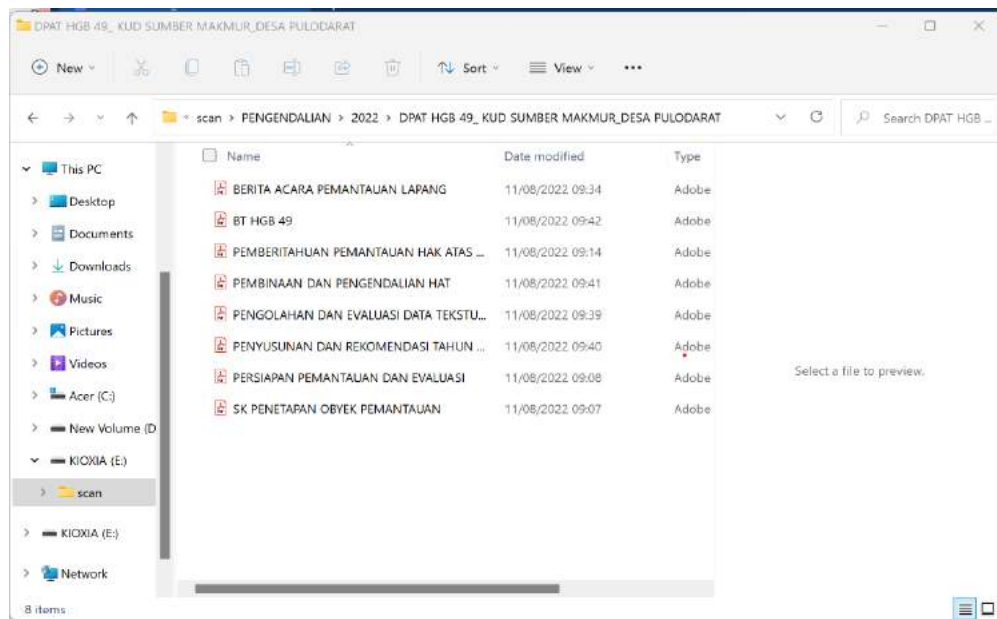 DPAT HGB 49_ KUD SUMBER MAKMUR_DESA PULODARAT
New
Sort
View
scan > PENGENDALIAN > 2022 > DPAT HGB 49_ KUD SUMBER MAKMUR_DESA PULODARAT
Search DPAT HGB ...
Name Date modified Type
This PC
Desktop
Documents
Downloads
Music
Pictures
Videos
Acer (C:)
New Volume (D
KIOXIA (E:)
scan
KIOXIA (E:)
Network
BERITA ACARA PEMANTAUAN LAPANG 11/08/2022 09:34 Adobe
BT HGB 49 11/08/2022 09:42 Adobe
PEMBERITAHUAN PEMANTAUAN HAK ATAS ... 11/08/2022 09:14 Adobe
PEMBINAAN DAN PENGENDALIAN HAT 11/08/2022 09:41 Adobe
PENGOLAHAN DAN EVALUASI DATA TEKSTU... 11/08/2022 09:39 Adobe
PENYUSUNAN DAN REKOMENDASI TAHUN ... 11/08/2022 09:40 Adobe
PERSIAPAN PEMANTAUAN DAN EVALUASI 11/08/2022 09:08 Adobe
SK PENETAPAN OBYEK PEMANTAUAN 11/08/2022 09:07 Adobe
Select a file to preview.
8 items